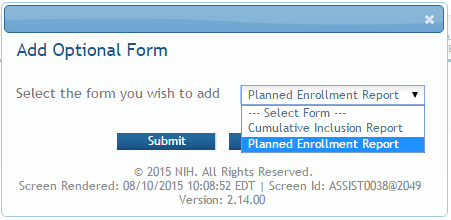 Add Optional Form
Select the form you wish to add Planned Enrollment Report
--- Select Form ---
Cumulative Inclusion Report
Planned Enrollment Report
Submit
© 2015 NIH. All Rights Reserved.
Screen Rendered: 08/10/2015 10:08:52 EDT | Screen Id: ASSIST0038@2049
Version: 2.14.00